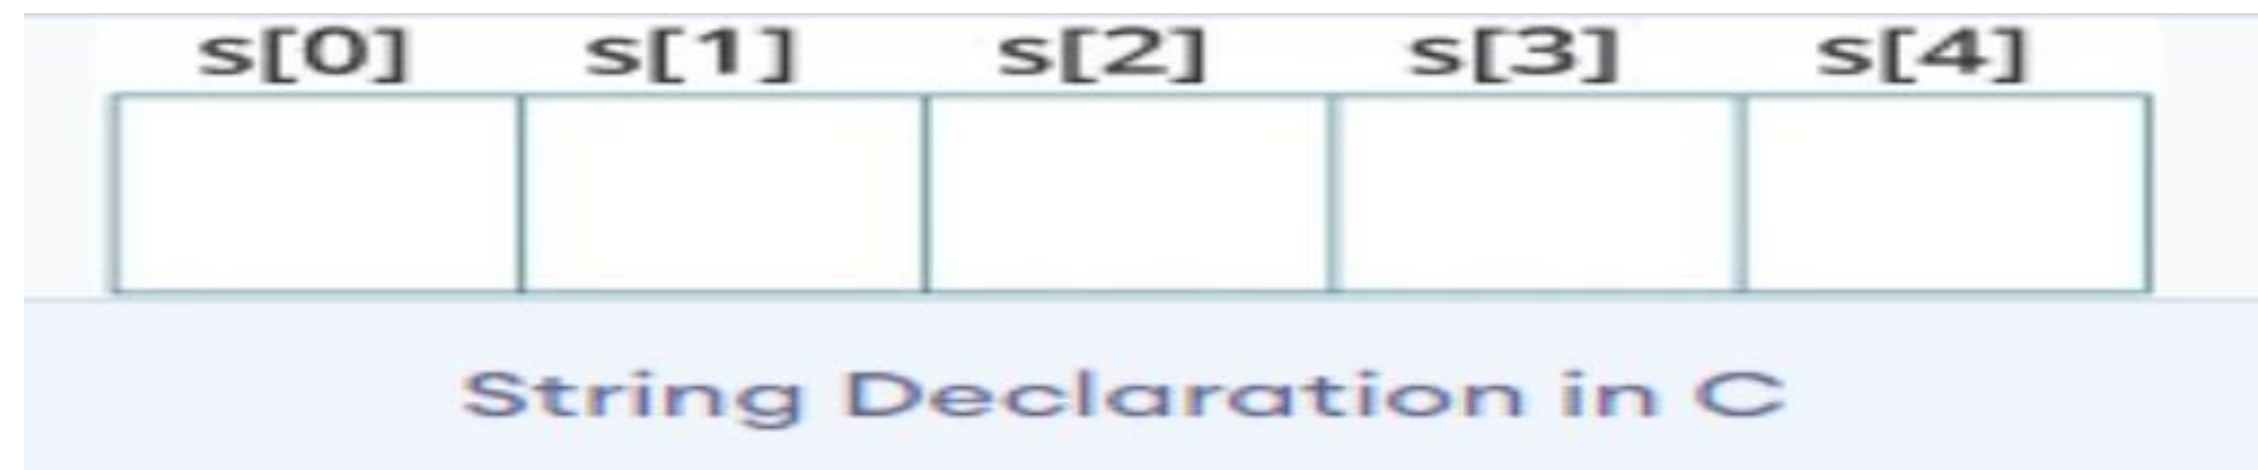 s[0] s[1] s[2] s[3] s[4]
String Declaration in C